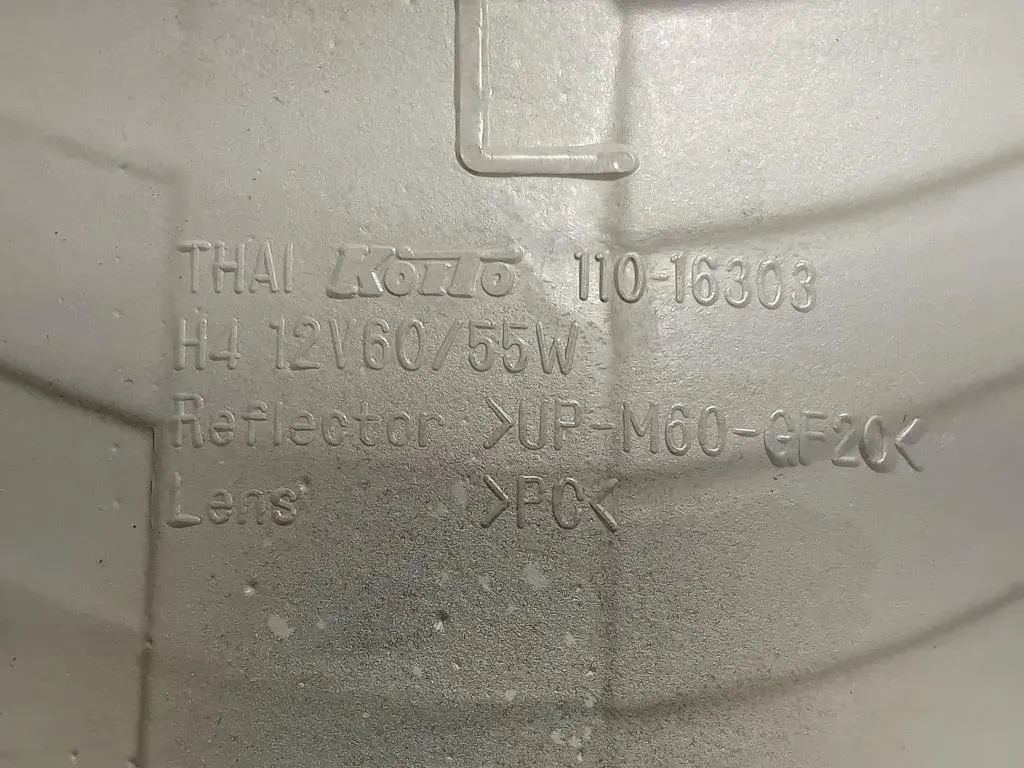 L
THAI KOITO 110-16303
H4 12V60/55W
Reflector >UP-M60-GF20<
Lens >PC<